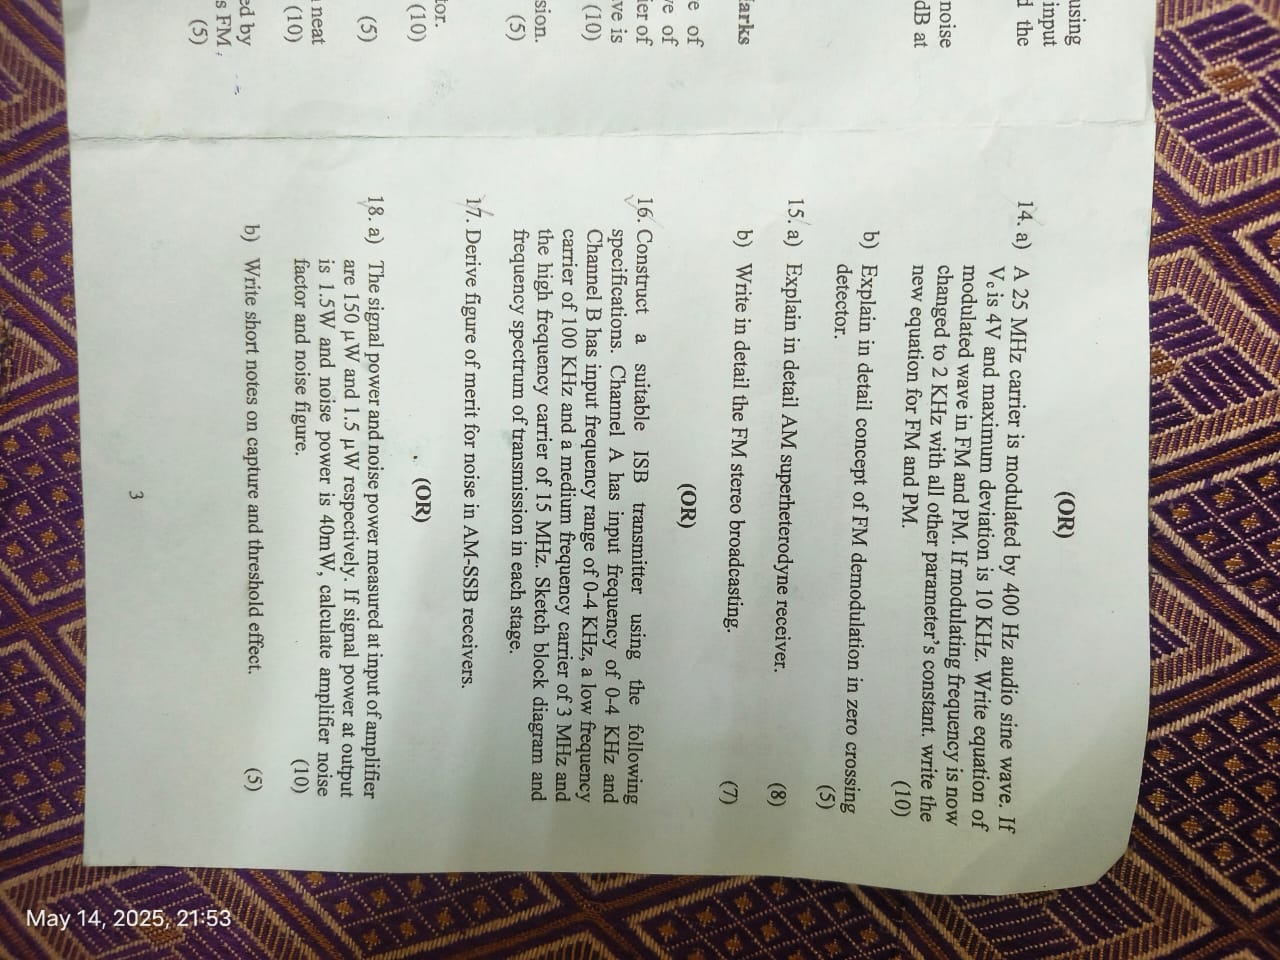 using
input
d the
noise
dB at
arks
e of
ve of
ier of
ve is
(10)
sion.
(5)
tor.
(10)
(5)
neat
(10)
ed by
s FM,
(5)
(OR)
14. a) A 25 MHz carrier is modulated by 400 Hz audio sine wave. If
Vc is 4V and maximum deviation is 10 KHz. Write equation of
modulated wave in FM and PM. If modulating frequency is now
changed to 2 KHz with all other parameter's constant. write the
new equation for FM and PM. (10)
b) Explain in detail concept of FM demodulation in zero crossing
detector. (5)
15. a) Explain in detail AM superheterodyne receiver. (8)
b) Write in detail the FM stereo broadcasting. (7)
(OR)
16. Construct a suitable ISB transmitter using the following
specifications. Channel A has input frequency of 0-4 KHz and
Channel B has input frequency range of 0-4 KHz, a low frequency
carrier of 100 KHz and a medium frequency carrier of 3 MHz and
the high frequency carrier of 15 MHz. Sketch block diagram and
frequency spectrum of transmission in each stage.
17. Derive figure of merit for noise in AM-SSB receivers.
(OR)
18. a) The signal power and noise power measured at input of amplifier
are 150 μW and 1.5 μW respectively. If signal power at output
is 1.5W and noise power is 40mW, calculate amplifier noise
factor and noise figure. (10)
b) Write short notes on capture and threshold effect. (5)
3
May 14, 2025, 21:53